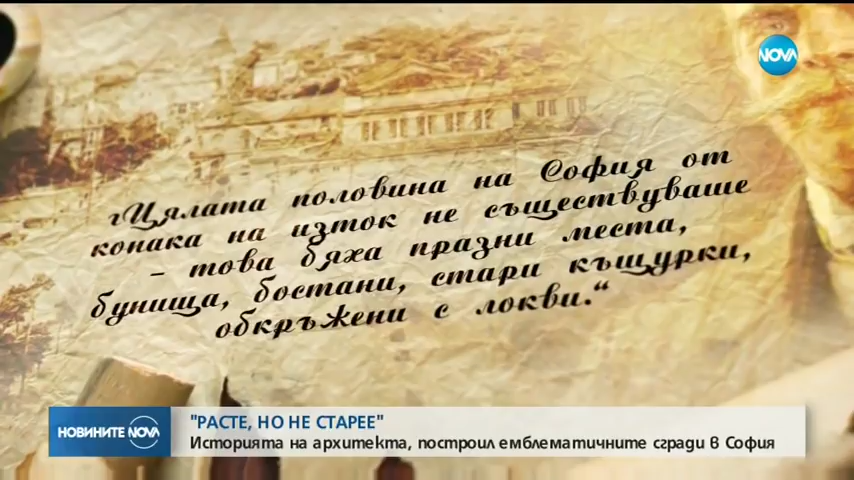 NOVA
„Цялата половина на София от
конака на изток не съществуваше
– това бяха празни места,
бунища, бостани, стари къщурки,
обкръжени с локви.“
НОВИНИТЕ NOVA
"РАСТЕ, НО НЕ СТАРЕЕ"
Историята на архитекта, построил емблематичните сгради в София